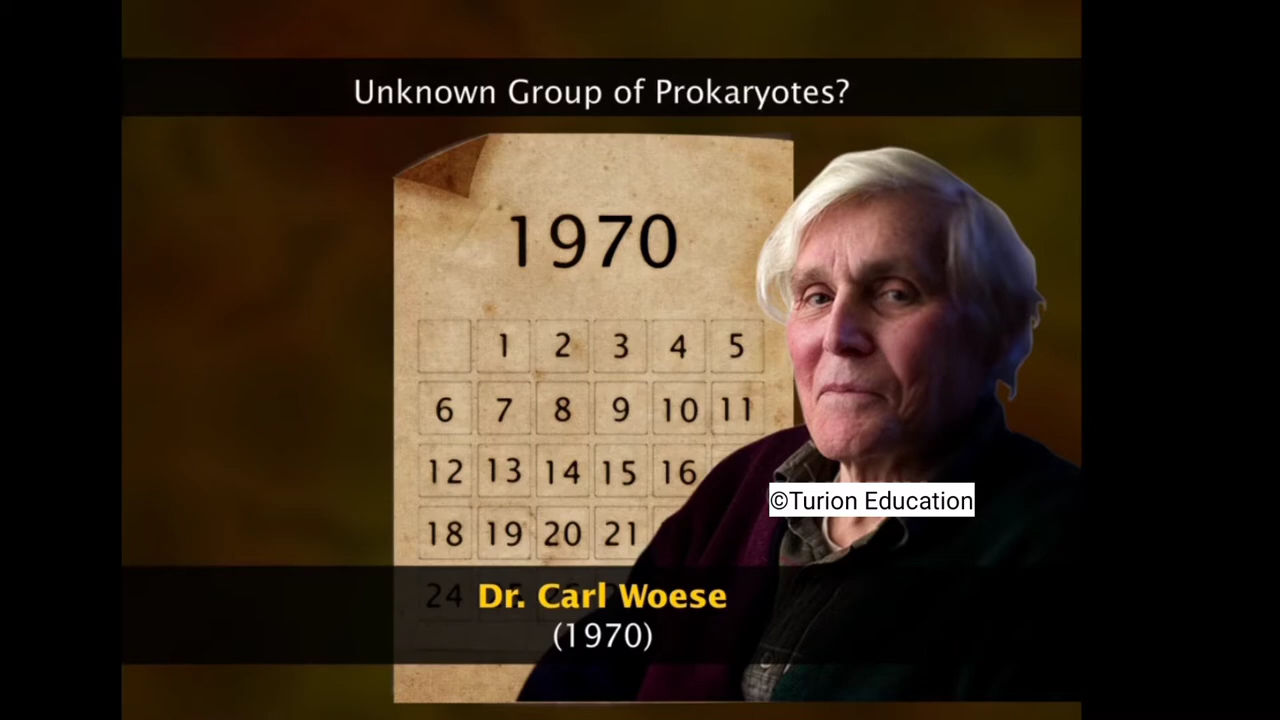 Unknown Group of Prokaryotes?
1970
1 2 3 4 5
6 7 8 9 10 11
12 13 14 15 16
©Turion Education
18 19 20 21
24
Dr. Carl Woese
(1970)